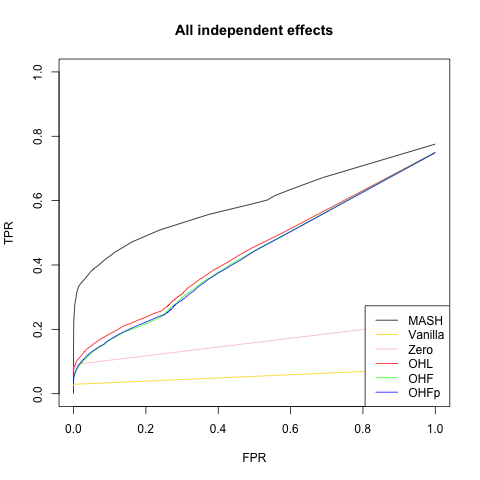 All independent effects
TPR
1.0
0.8
0.6
0.4
0.2
0.0
MASH
Vanilla
Zero
OHL
OHF
OHFp
0.0 0.2 0.4 0.6 0.8 1.0
FPR